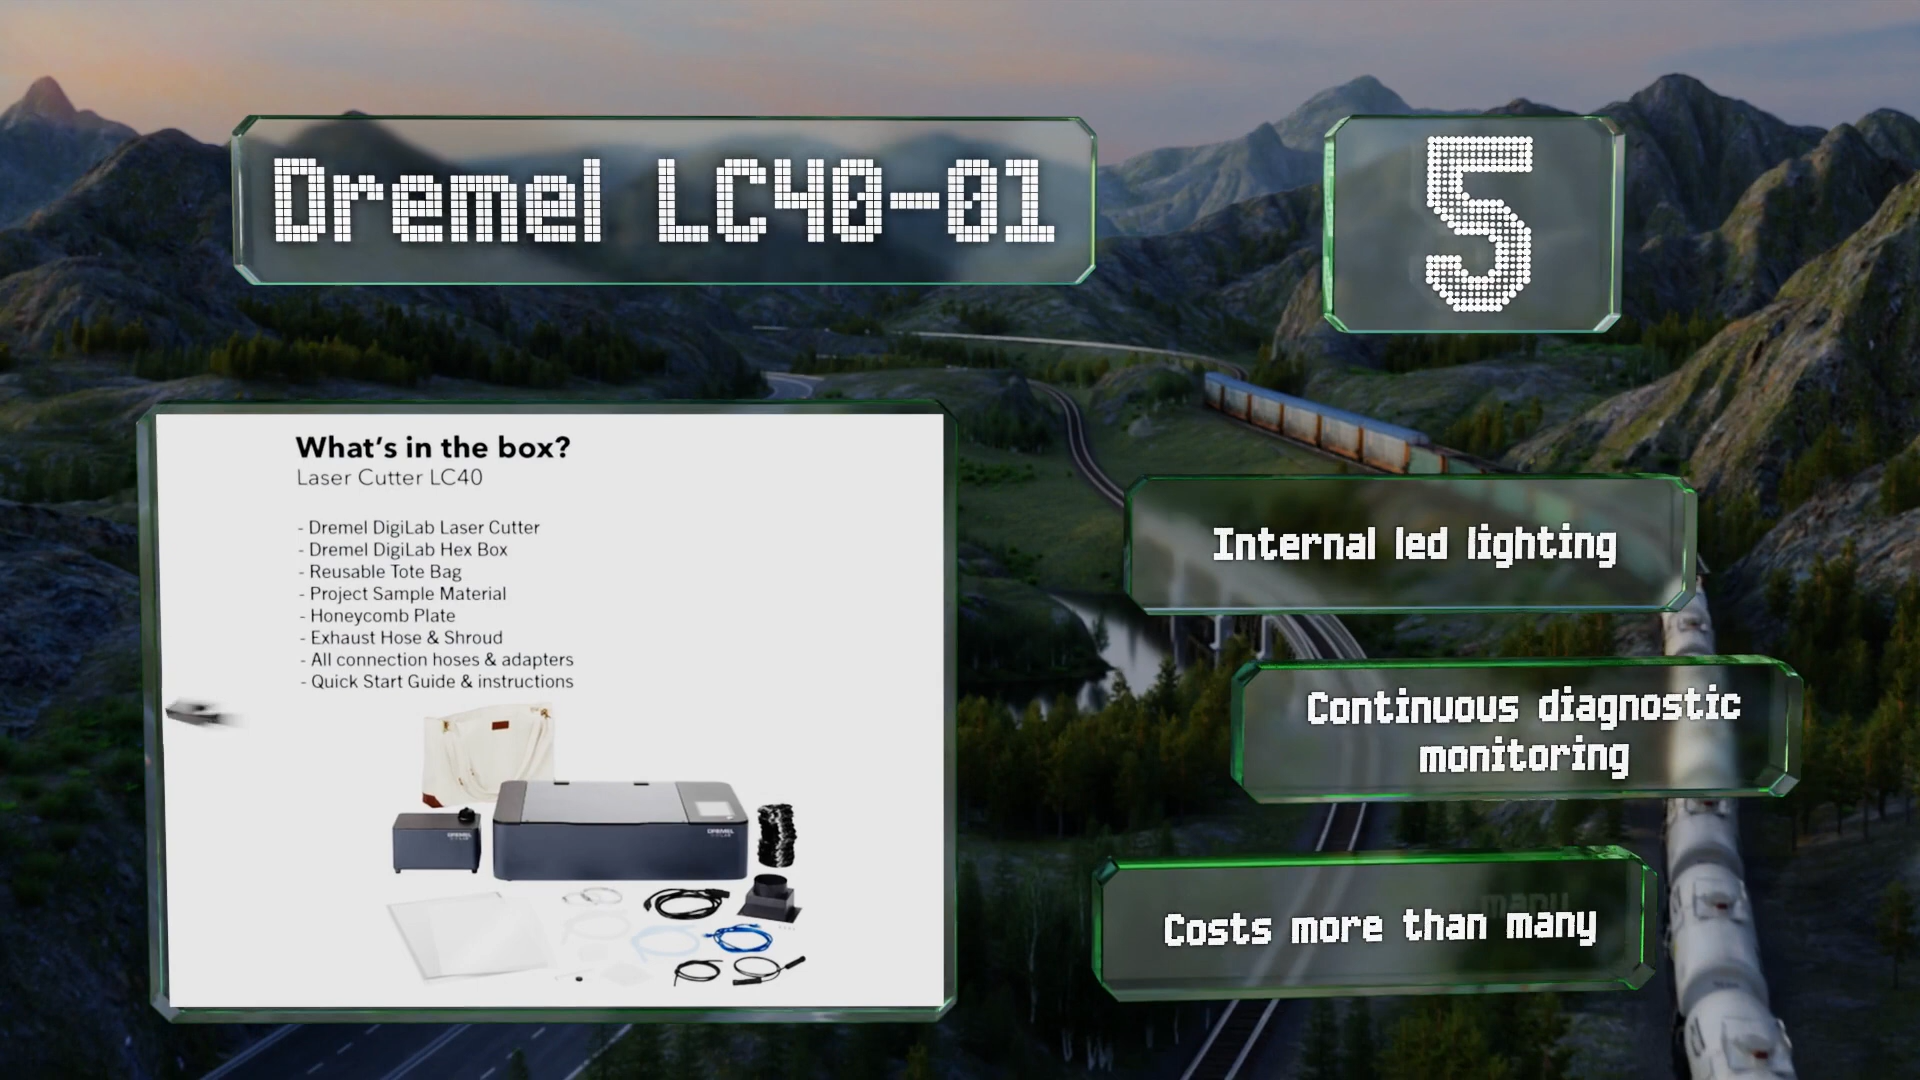 Dremel LC40-01
5
What's in the box?
Laser Cutter LC40
- Dremel DigiLab Laser Cutter
- Dremel DigiLab Hex Box
- Reusable Tote Bag
- Project Sample Material
- Honeycomb Plate
- Exhaust Hose & Shroud
- All connection hoses & adapters
- Quick Start Guide & instructions
DREMEL
DREMEL
Internal led lighting
Continuous diagnostic
monitoring
Costs more than many